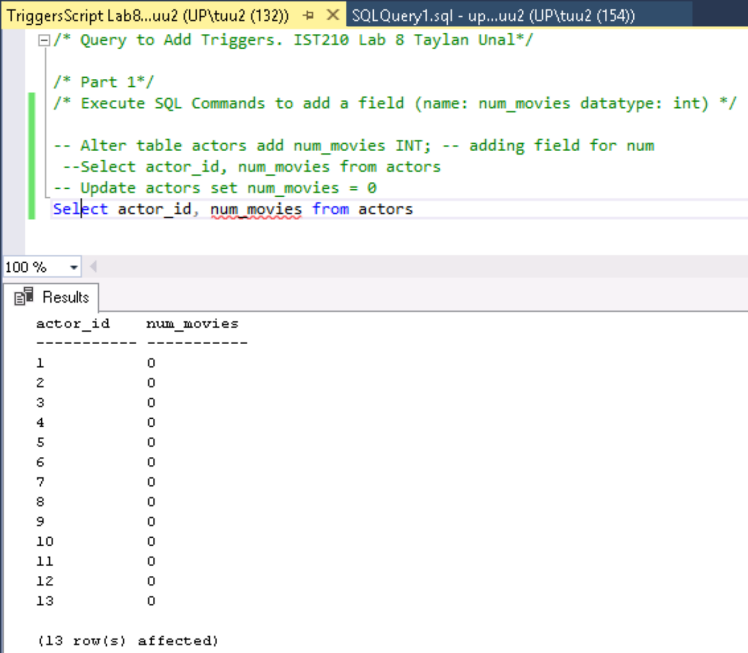 TriggersScript Lab8...uu2 (UP\tuu2 (132)) SQLQuery1.sql - up...uu2 (UP\tuu2 (154))
/* Query to Add Triggers. IST210 Lab 8 Taylan Unal*/
/* Part 1*/
/* Execute SQL Commands to add a field (name: num_movies datatype: int) */
-- Alter table actors add num_movies INT; -- adding field for num
--Select actor_id, num_movies from actors
-- Update actors set num_movies = 0
Select actor_id, num_movies from actors
100 %
Results
actor_id num_movies
----------- -----------
1 0
2 0
3 0
4 0
5 0
6 0
7 0
8 0
9 0
10 0
11 0
12 0
13 0
(13 row(s) affected)